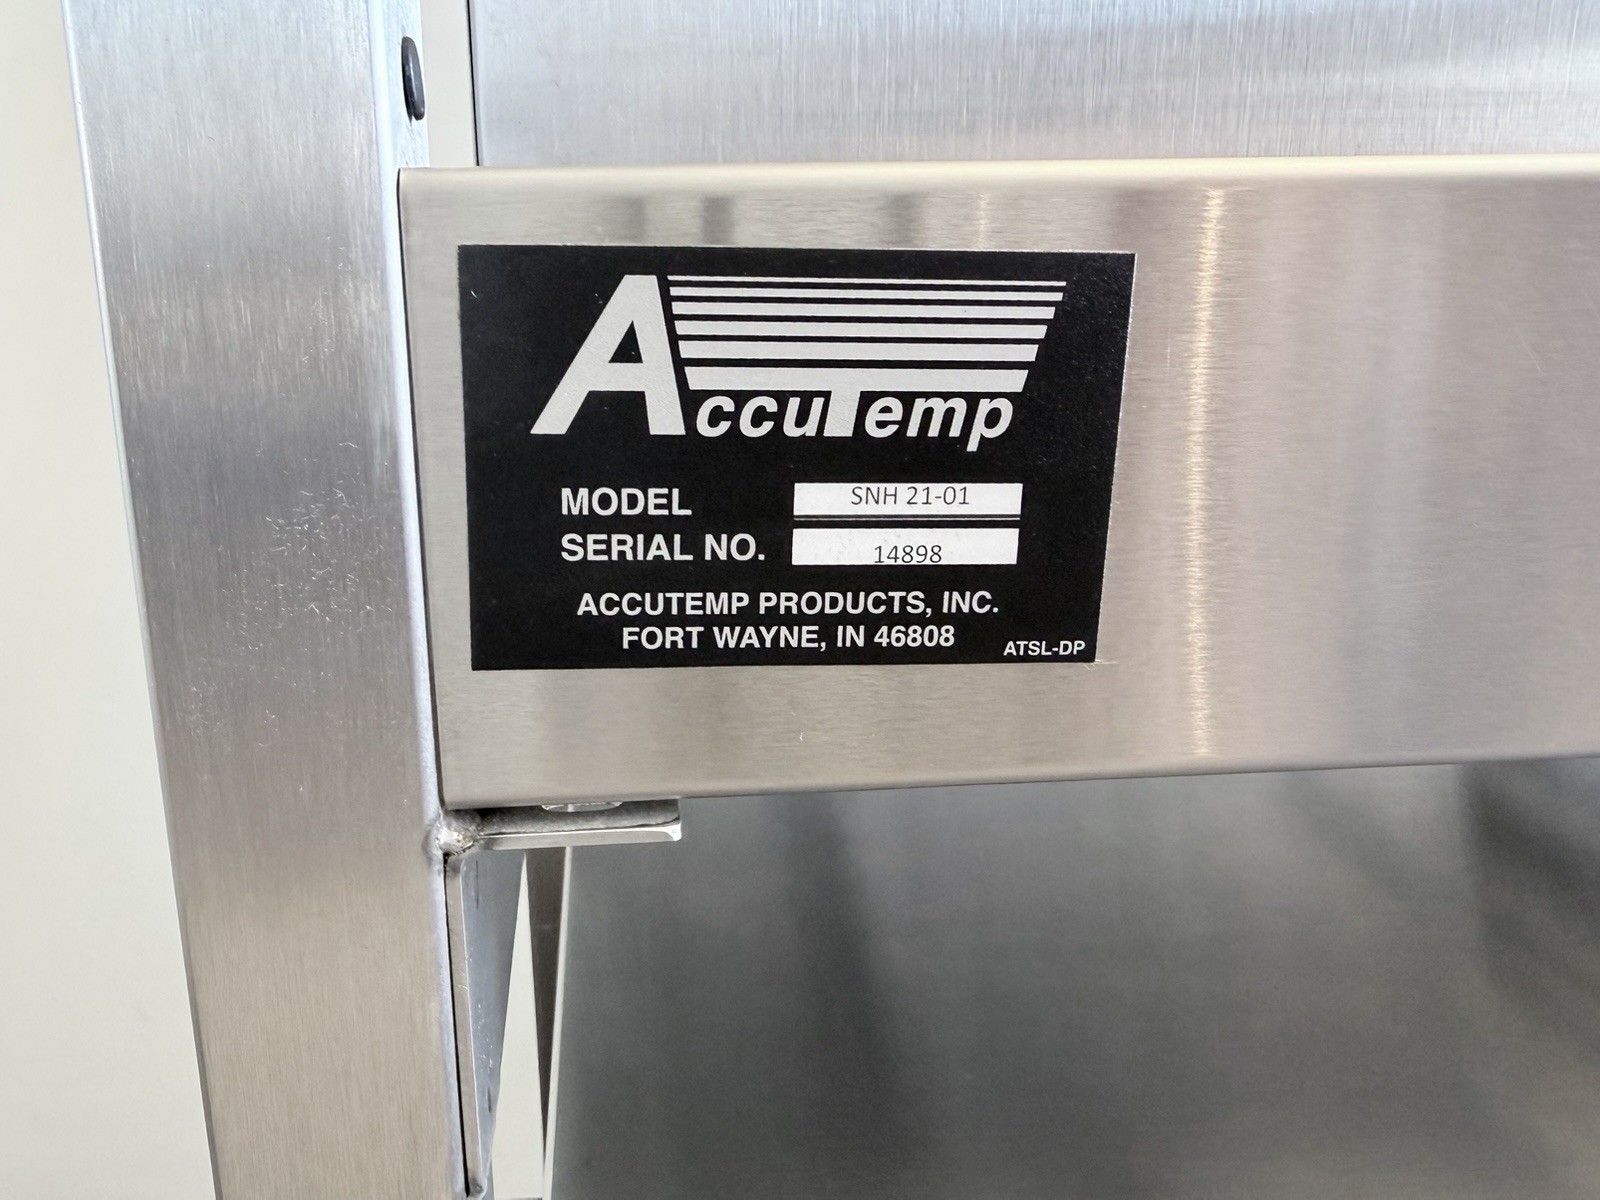 AccuTemp
MODEL SNH 21-01
SERIAL NO. 14898
ACCUTEMP PRODUCTS, INC.
FORT WAYNE, IN 46808
ATSL-DP